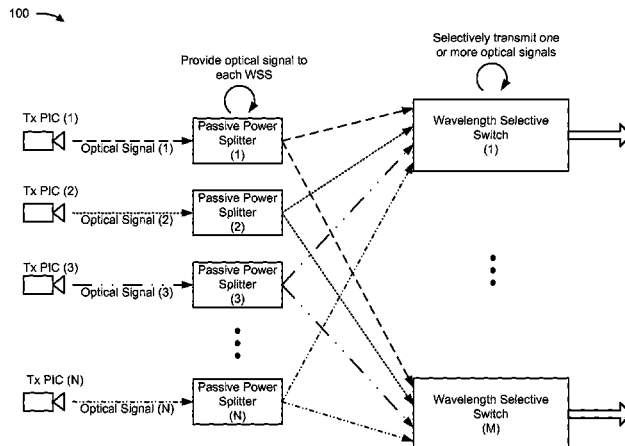 100
Provide optical signal to
each WSS
Selectively transmit one
or more optical signals
Tx PIC (1)
Optical Signal (1)
Passive Power
Splitter
(1)
Wavelength Selective
Switch
(1)
Tx PIC (2)
Optical Signal (2)
Passive Power
Splitter
(2)
Tx PIC (3)
Optical Signal (3)
Passive Power
Splitter
(3)
Tx PIC (N)
Optical Signal (N)
Passive Power
Splitter
(N)
Wavelength Selective
Switch
(M)